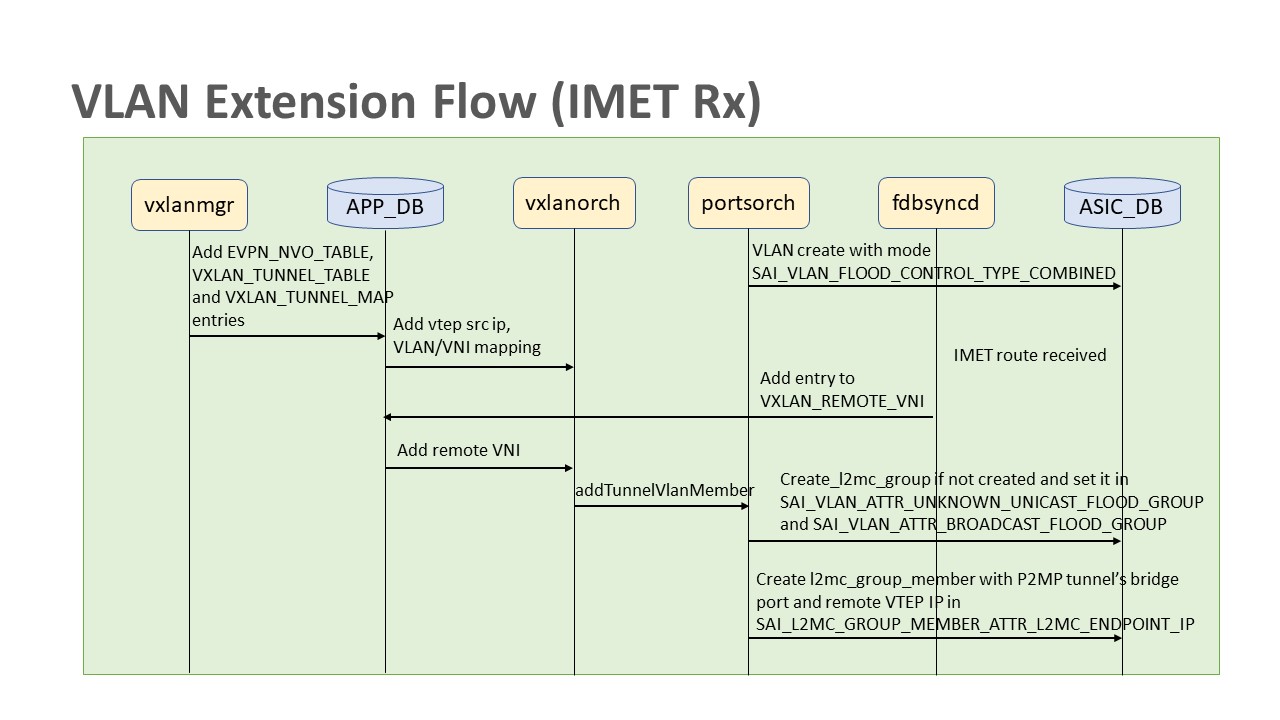 VLAN Extension Flow (IMET Rx)
vxlanmgr
APP_DB
vxlanorch
portsorch
fdbsyncd
ASIC_DB
Add EVPN_NVO_TABLE,
VXLAN_TUNNEL_TABLE
and VXLAN_TUNNEL_MAP
entries
VLAN create with mode
SAI_VLAN_FLOOD_CONTROL_TYPE_COMBINED
Add vtep src ip,
VLAN/VNI mapping
IMET route received
Add entry to
VXLAN_REMOTE_VNI
Add remote VNI
addTunnelVlanMember
Create_l2mc_group if not created and set it in
SAI_VLAN_ATTR_UNKNOWN_UNICAST_FLOOD_GROUP
and SAI_VLAN_ATTR_BROADCAST_FLOOD_GROUP
Create l2mc_group_member with P2MP tunnel’s bridge
port and remote VTEP IP in
SAI_L2MC_GROUP_MEMBER_ATTR_L2MC_ENDPOINT_IP